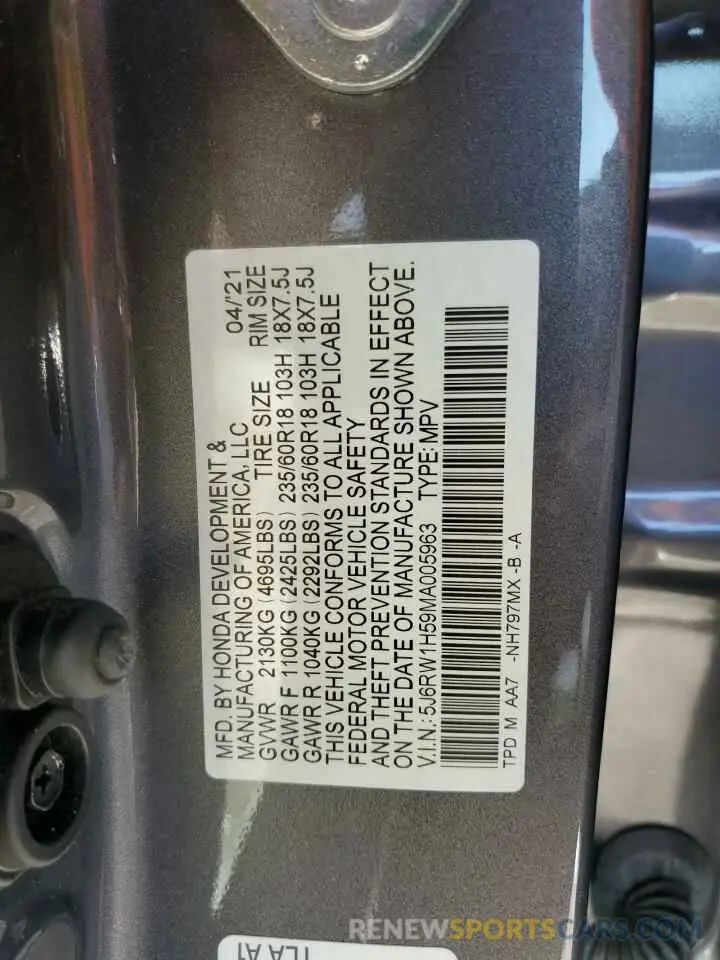 MFD. BY HONDA DEVELOPMENT &
MANUFACTURING OF AMERICA, LLC 04/'21
GVWR 2130KG (4695LBS) TIRE SIZE RIM SIZE
GAWR F 1100KG (2425LBS) 235/60R18 103H 18X7.5J
GAWR R 1040KG (2292LBS) 235/60R18 103H 18X7.5J
THIS VEHICLE CONFORMS TO ALL APPLICABLE
FEDERAL MOTOR VEHICLE SAFETY
AND THEFT PREVENTION STANDARDS IN EFFECT
ON THE DATE OF MANUFACTURE SHOWN ABOVE.
V.I.N.: 5J6RW1H59MA005963 TYPE: MPV
TPD M AA7 -NH797MX -B -A
RENEWSPORTSCARS.COM